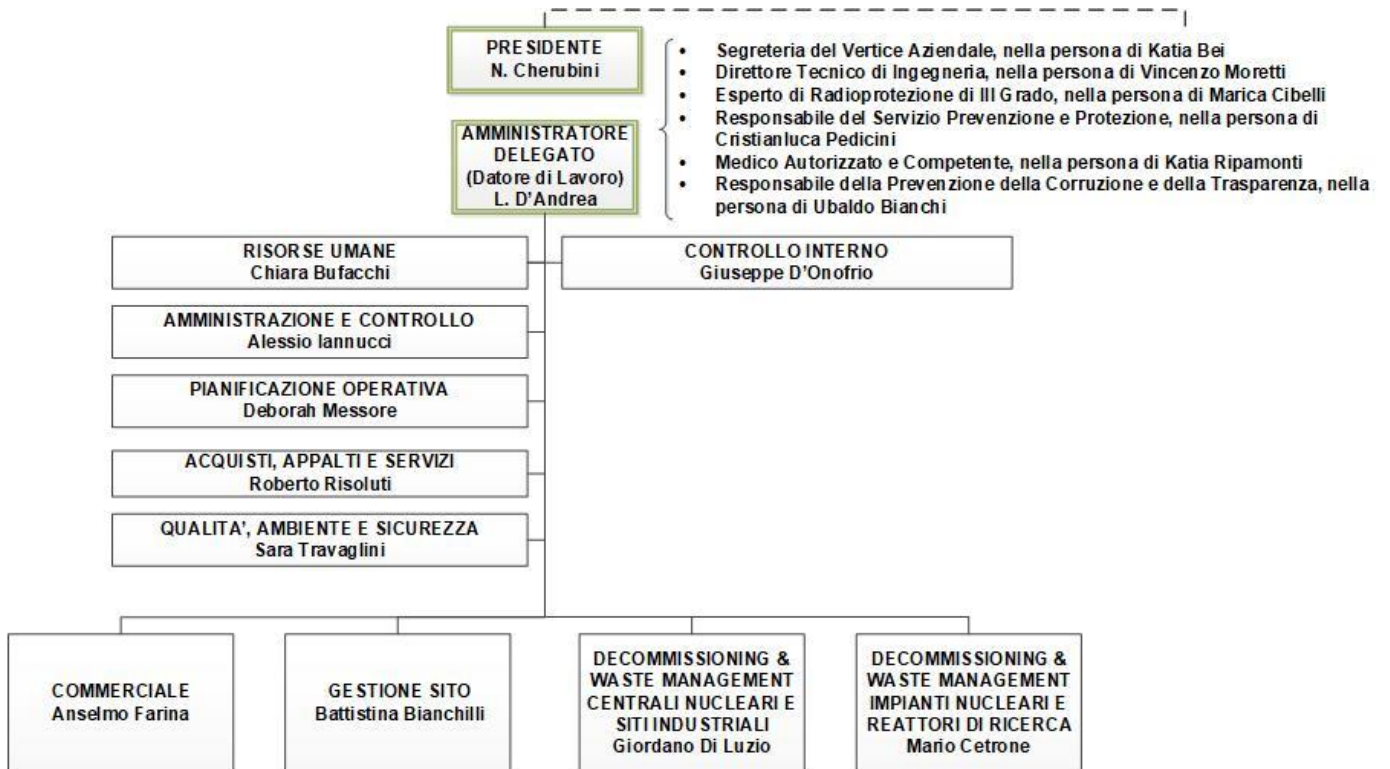 PRESIDENTE
N. Cherubini
AMMINISTRATORE
DELEGATO
(Datore di Lavoro)
L. D'Andrea
• Segreteria del Vertice Aziendale, nella persona di Katia Bei
• Direttore Tecnico di Ingegneria, nella persona di Vincenzo Moretti
• Esperto di Radioprotezione di III Grado, nella persona di Marica Cibelli
• Responsabile del Servizio Prevenzione e Protezione, nella persona di
Cristianluca Pedicini
• Medico Autorizzato e Competente, nella persona di Katia Ripamonti
• Responsabile della Prevenzione della Corruzione e della Trasparenza, nella
persona di Ubaldo Bianchi
RISORSE UMANE
Chiara Bufacchi
CONTROLLO INTERNO
Giuseppe D'Onofrio
AMMINISTRAZIONE E CONTROLLO
Alessio Iannucci
PIANIFICAZIONE OPERATIVA
Deborah Messore
ACQUISTI, APPALTI E SERVIZI
Roberto Risoluti
QUALITA', AMBIENTE E SICUREZZA
Sara Travaglini
COMMERCIALE
Anselmo Farina
GESTIONE SITO
Battistina Bianchilli
DECOMMISSIONING &
WASTE MANAGEMENT
CENTRALI NUCLEARI E
SITI INDUSTRIALI
Giordano Di Luzio
DECOMMISSIONING &
WASTE MANAGEMENT
IMPIANTI NUCLEARI E
REATTORI DI RICERCA
Mario Cetrone